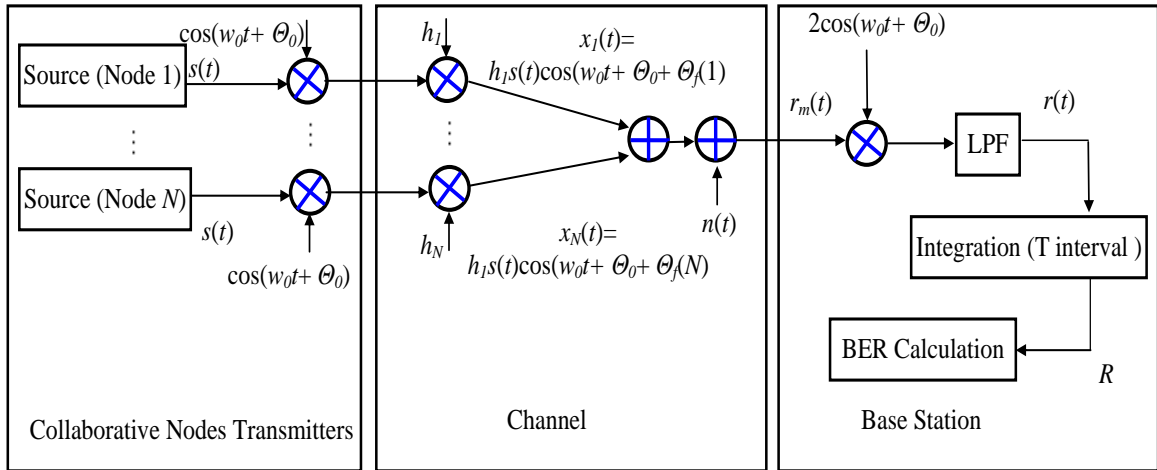 cos(w0t+ Θ0)
Source (Node 1)
s(t)
Source (Node N)
s(t)
cos(w0t+ Θ0)
Collaborative Nodes Transmitters
h1
x1(t)=
h1s(t)cos(w0t+ Θ0+ Θf(1)
hN
xN(t)=
h1s(t)cos(w0t+ Θ0+ Θf(N)
n(t)
Channel
2cos(w0t+ Θ0)
rm(t)
LPF
r(t)
Integration (T interval )
BER Calculation
R
Base Station